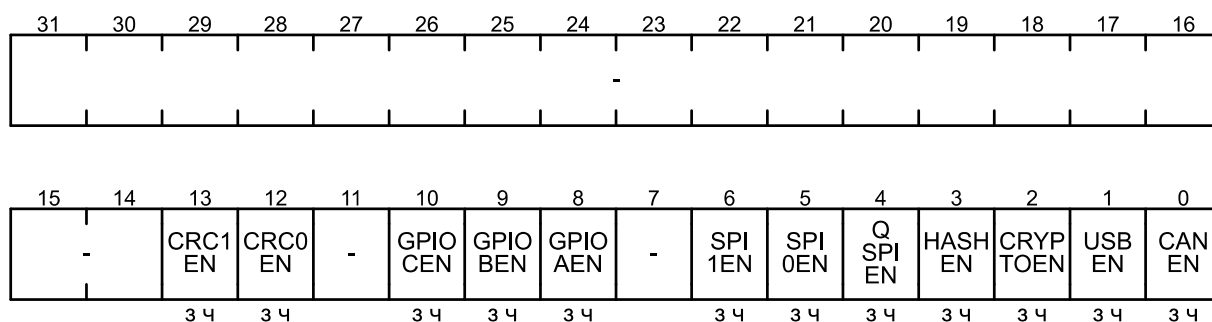 31 30 29 28 27 26 25 24 23 22 21 20 19 18 17 16
-
15 14 13 12 11 10 9 8 7 6 5 4 3 2 1 0
- CRC1 EN CRC0 EN - GPIO CEN GPIO BEN GPIO AEN - SPI 1EN SPI 0EN Q SPI EN HASH EN CRYP TOEN USB EN CAN EN
з ч з ч з ч з ч з ч з ч з ч з ч з ч з ч з ч з ч